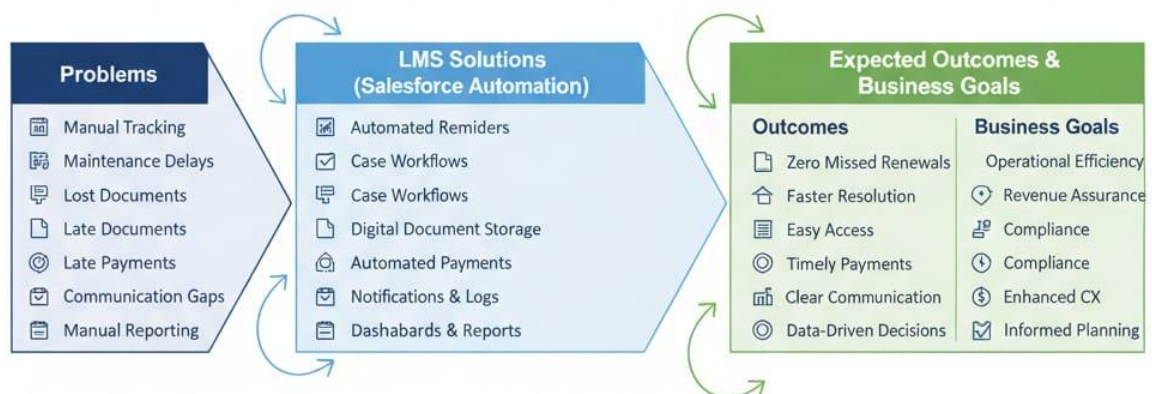 Problems
Manual Tracking
Maintenance Delays
Lost Documents
Late Documents
Late Payments
Communication Gaps
Manual Reporting
LMS Solutions
(Salesforce Automation)
Automated Remiders
Case Workflows
Case Workflows
Digital Document Storage
Automated Payments
Notifications & Logs
Dashabards & Reports
Expected Outcomes &
Business Goals
Outcomes
Zero Missed Renewals
Faster Resolution
Easy Access
Timely Payments
Clear Communication
Data-Driven Decisions
Business Goals
Operational Efficiency
Revenue Assurance
Compliance
Compliance
Enhanced CX
Informed Planning